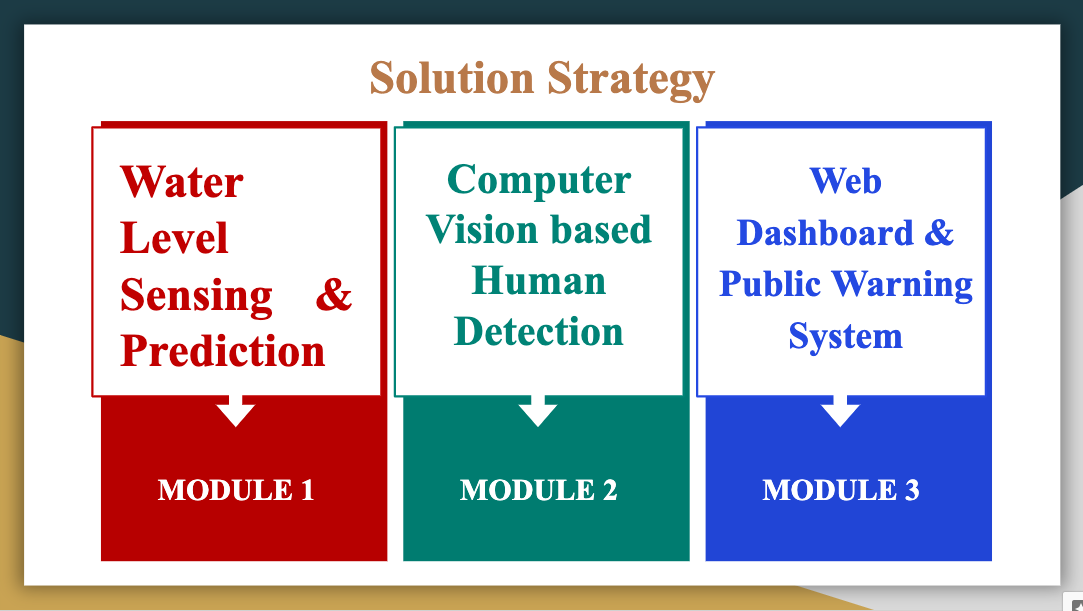 Solution Strategy
Water
Level
Sensing &
Prediction
MODULE 1
Computer
Vision based
Human
Detection
MODULE 2
Web
Dashboard &
Public Warning
System
MODULE 3